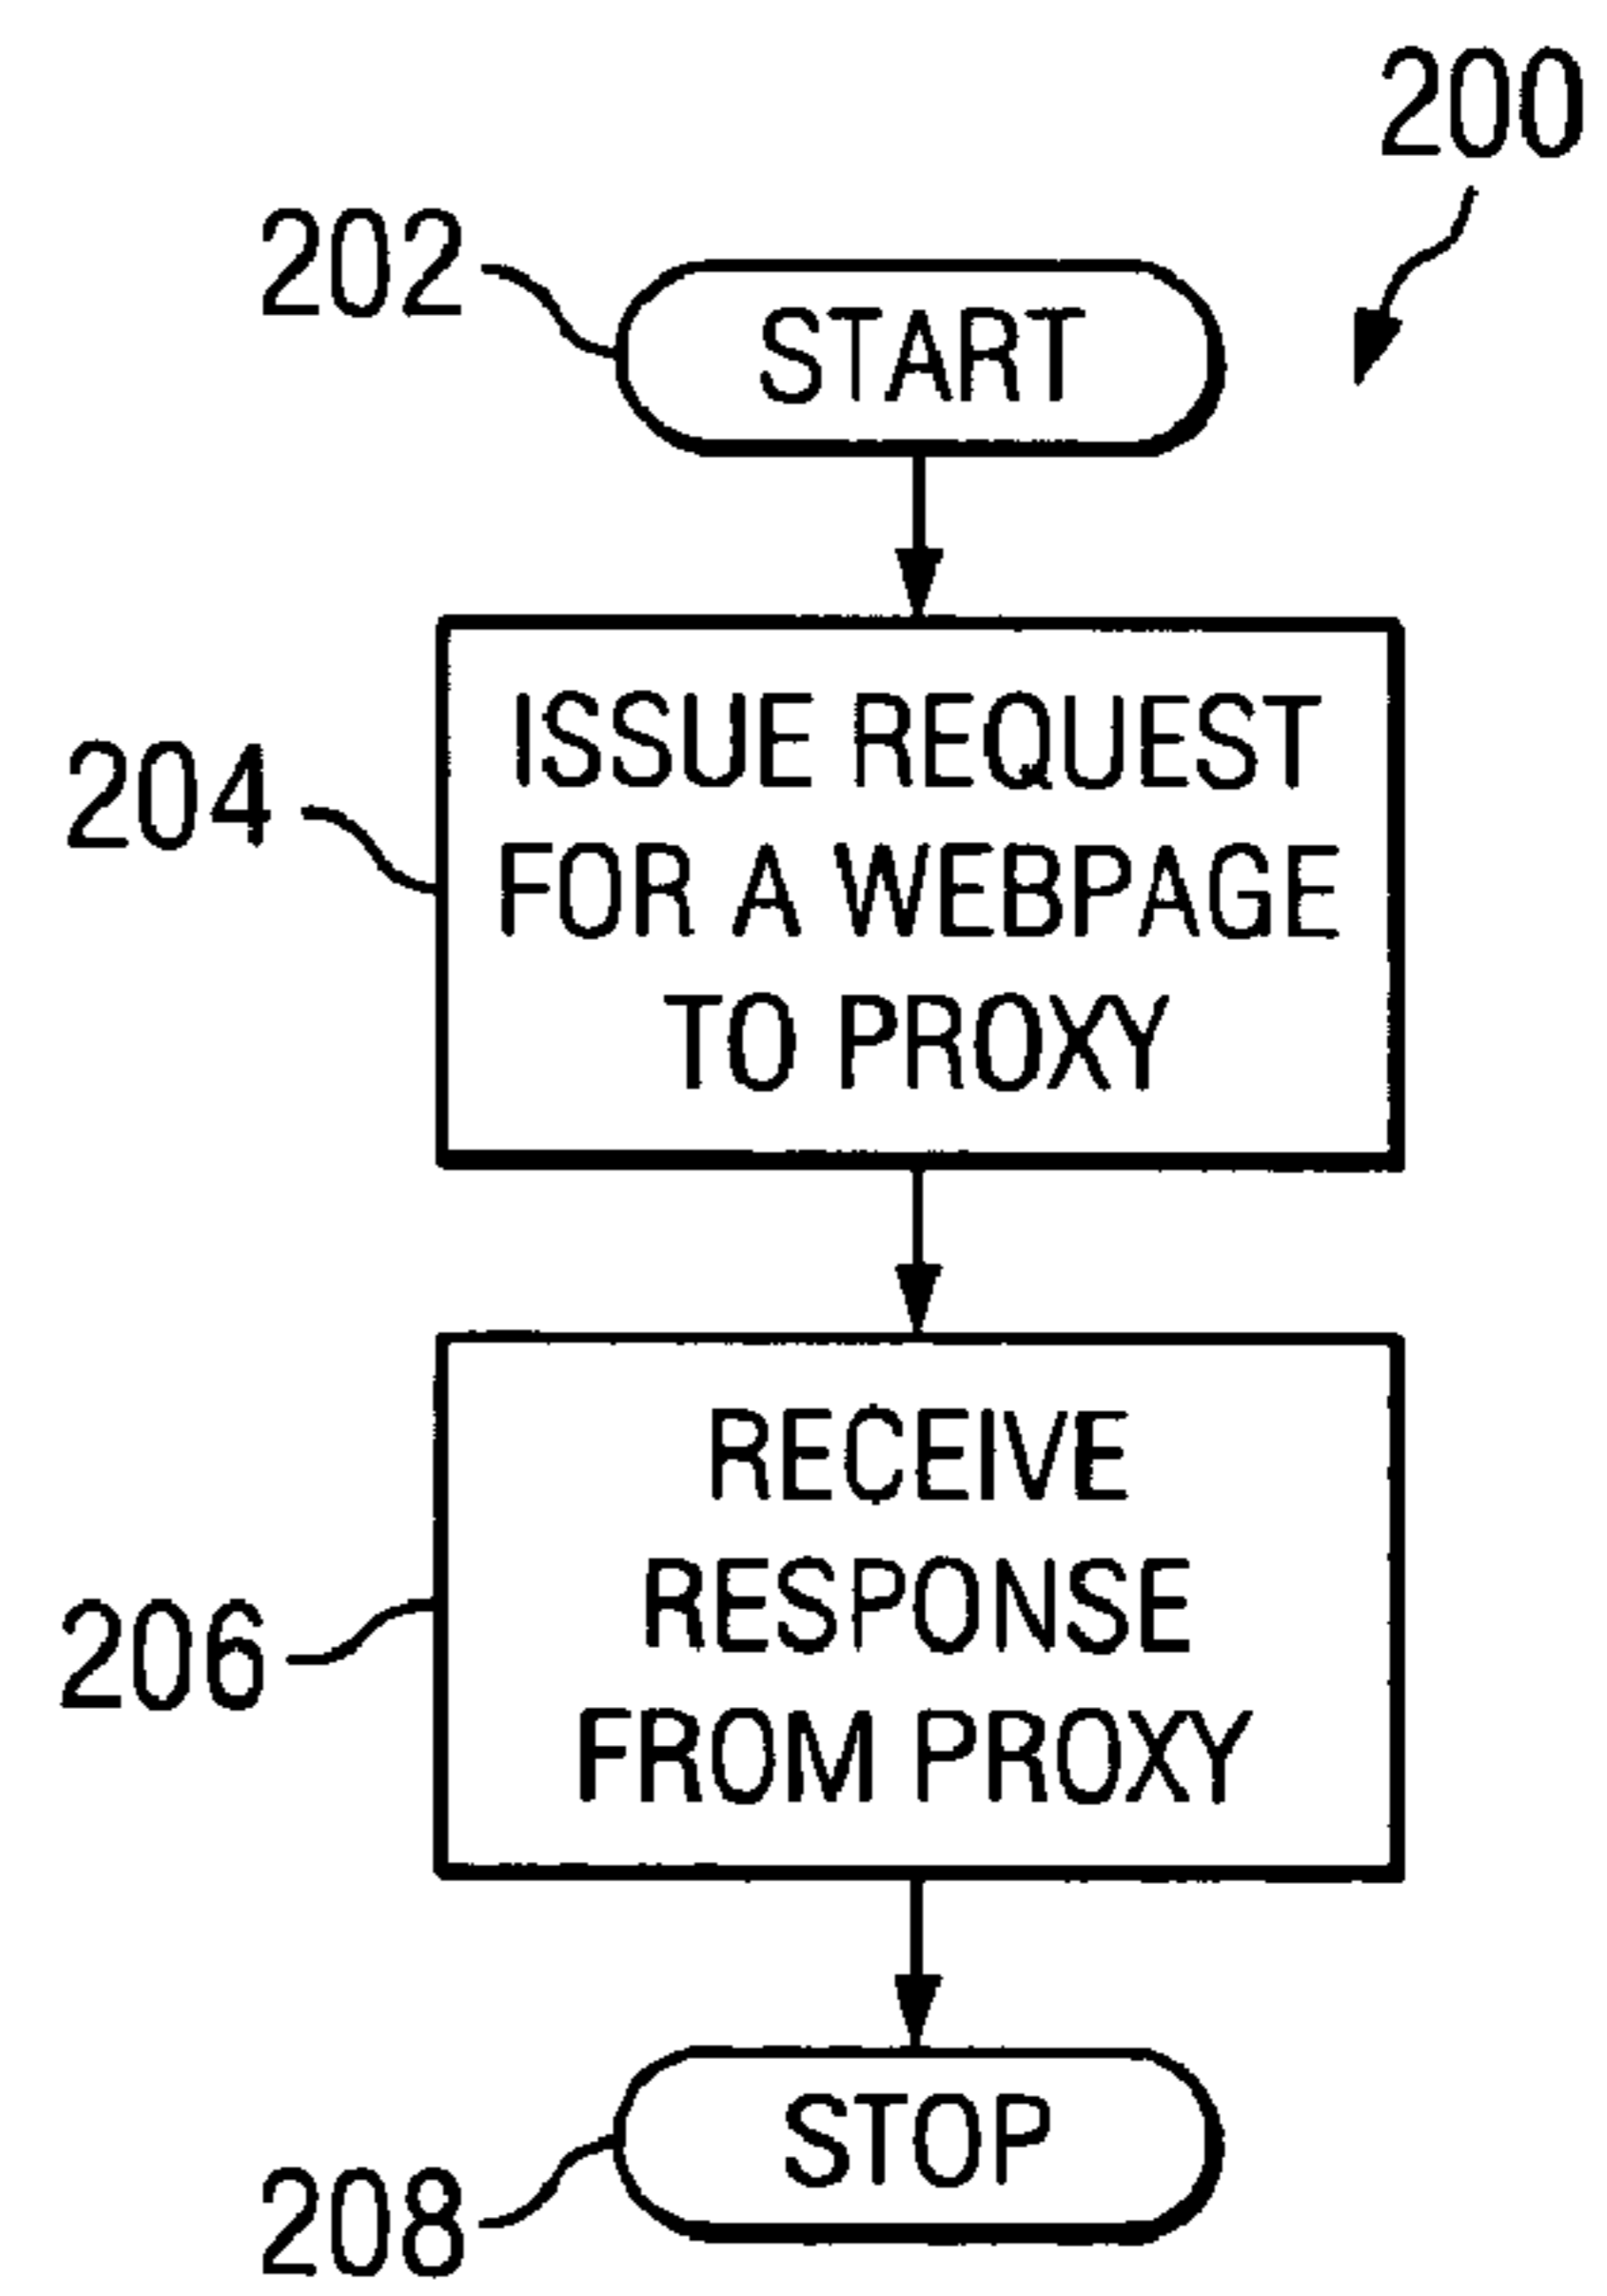 200
202
START
204
ISSUE REQUEST
FOR A WEBPAGE
TO PROXY
206
RECEIVE
RESPONSE
FROM PROXY
208
STOP